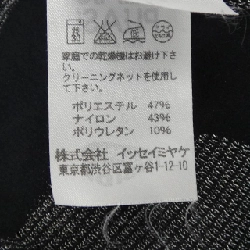 家庭での乾燥機はお避け下さ
い。
クリーニングネットを使用して下
さい。
ポリエステル 47%
ナイロン 43%
ポリウレタン 10%
株式会社 イッセイミヤケ
東京都渋谷区富ヶ谷1-12-10